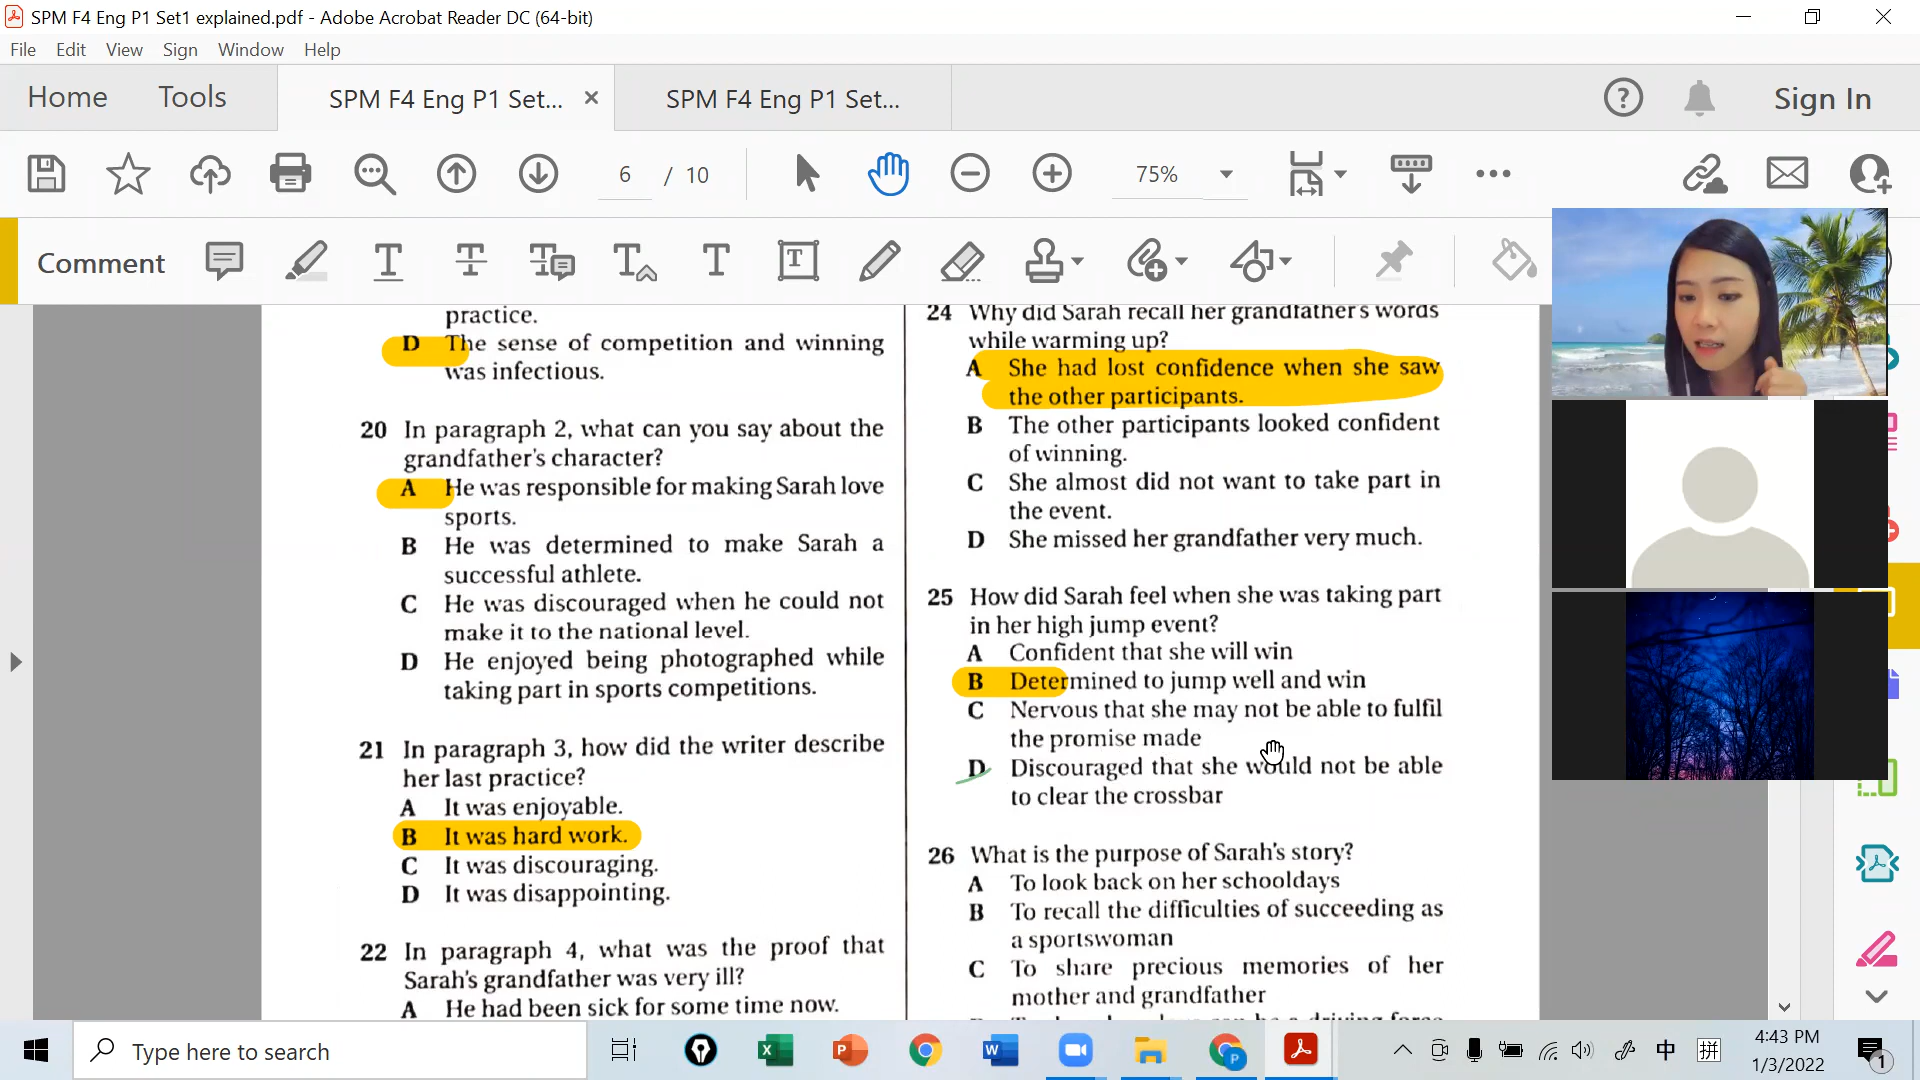 SPM F4 Eng P1 Set1 explained.pdf - Adobe Acrobat Reader DC (64-bit)
File Edit View Sign Window Help
Home Tools SPM F4 Eng P1 Set... × SPM F4 Eng P1 Set... Sign In
6 / 10 75%
Comment
practice.
D The sense of competition and winning
was infectious.
20 In paragraph 2, what can you say about the
grandfather's character?
A He was responsible for making Sarah love
sports.
B He was determined to make Sarah a
successful athlete.
C He was discouraged when he could not
make it to the national level.
D He enjoyed being photographed while
taking part in sports competitions.
21 In paragraph 3, how did the writer describe
her last practice?
A It was enjoyable.
B It was hard work.
C It was discouraging.
D It was disappointing.
22 In paragraph 4, what was the proof that
Sarah's grandfather was very ill?
A He had been sick for some time now.
24 Why did Sarah recall her grandfather's words
while warming up?
A She had lost confidence when she saw
the other participants.
B The other participants looked confident
of winning.
C She almost did not want to take part in
the event.
D She missed her grandfather very much.
25 How did Sarah feel when she was taking part
in her high jump event?
A Confident that she will win
B Determined to jump well and win
C Nervous that she may not be able to fulfil
the promise made
D Discouraged that she would not be able
to clear the crossbar
26 What is the purpose of Sarah's story?
A To look back on her schooldays
B To recall the difficulties of succeeding as
a sportswoman
C To share precious memories of her
mother and grandfather
Type here to search
中 拼
4:43 PM
1/3/2022
1